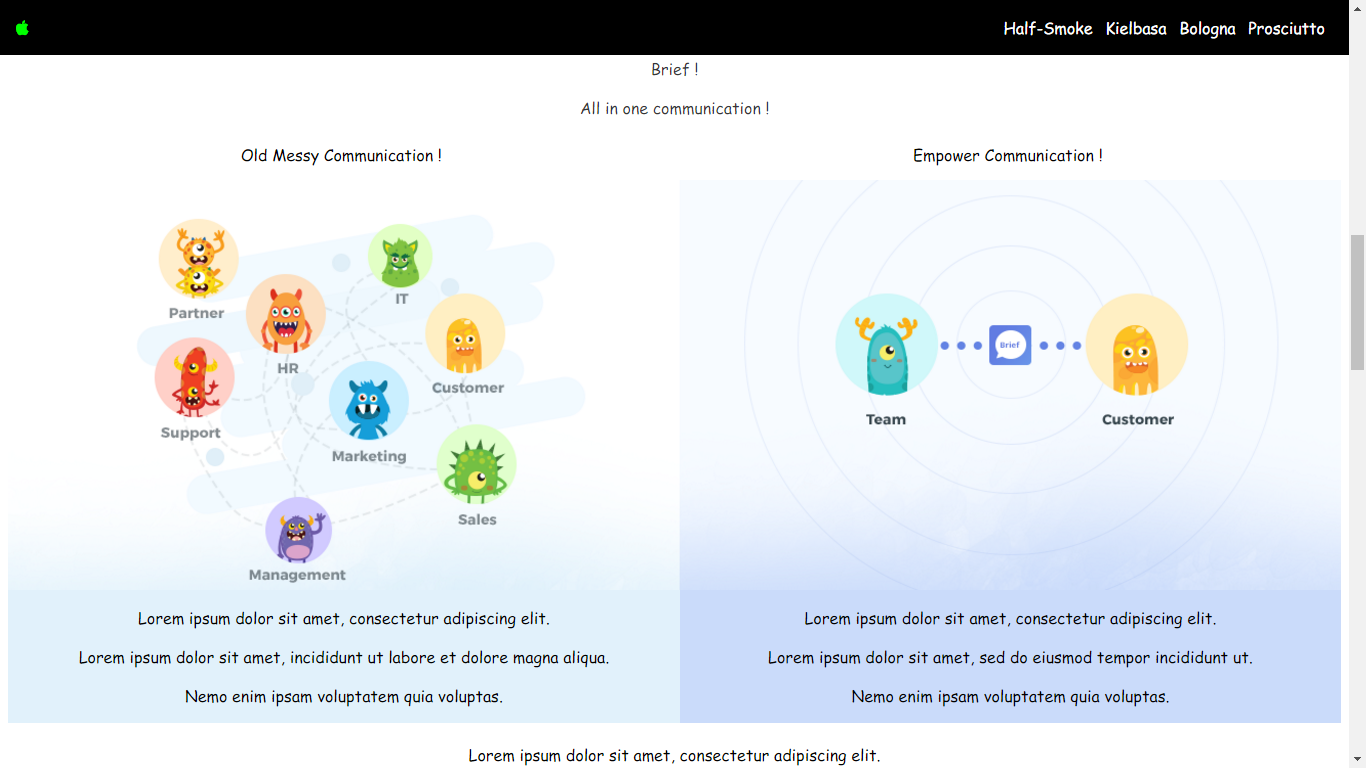 Half-Smoke Kielbasa Bologna Prosciutto
Brief !
All in one communication !
Old Messy Communication !
Partner
IT
HR
Customer
Support
Marketing
Sales
Management
Lorem ipsum dolor sit amet, consectetur adipiscing elit.
Lorem ipsum dolor sit amet, incididunt ut labore et dolore magna aliqua.
Nemo enim ipsam voluptatem quia voluptas.
Empower Communication !
Brief
Team
Customer
Lorem ipsum dolor sit amet, consectetur adipiscing elit.
Lorem ipsum dolor sit amet, sed do eiusmod tempor incididunt ut.
Nemo enim ipsam voluptatem quia voluptas.
Lorem ipsum dolor sit amet, consectetur adipiscing elit.